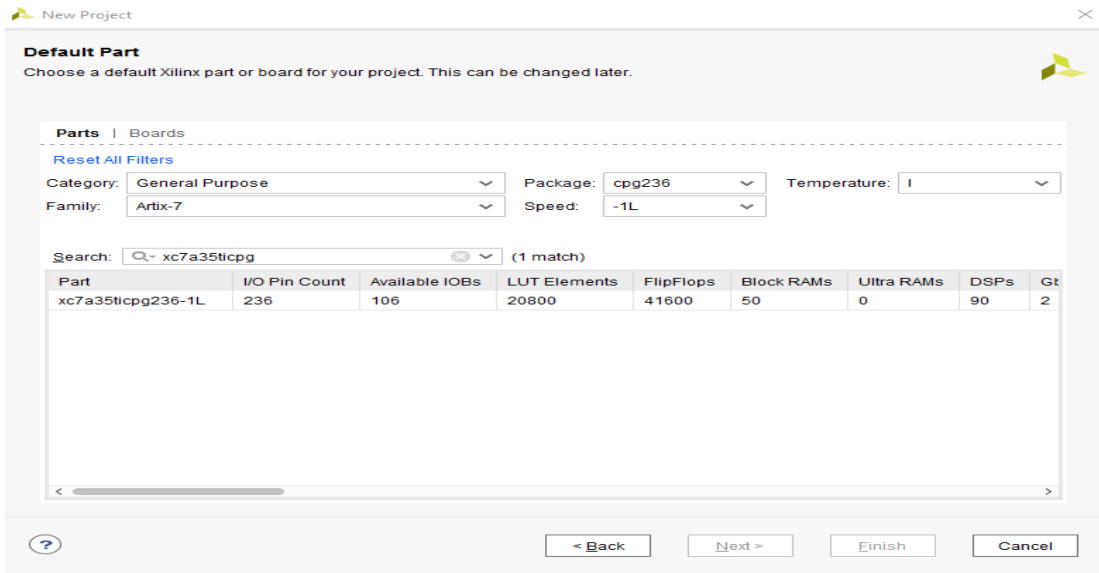 New Project
Default Part
Choose a default Xilinx part or board for your project. This can be changed later.
Parts | Boards
Reset All Filters
Category: General Purpose Package: cpg236 Temperature: I
Family: Artix-7 Speed: -1L
Search: xc7a35ticpg (1 match)
Part I/O Pin Count Available IOBs LUT Elements FlipFlops Block RAMs Ultra RAMs DSPs Gt
xc7a35ticpg236-1L 236 106 20800 41600 50 0 90 2
? < Back Next > Finish Cancel